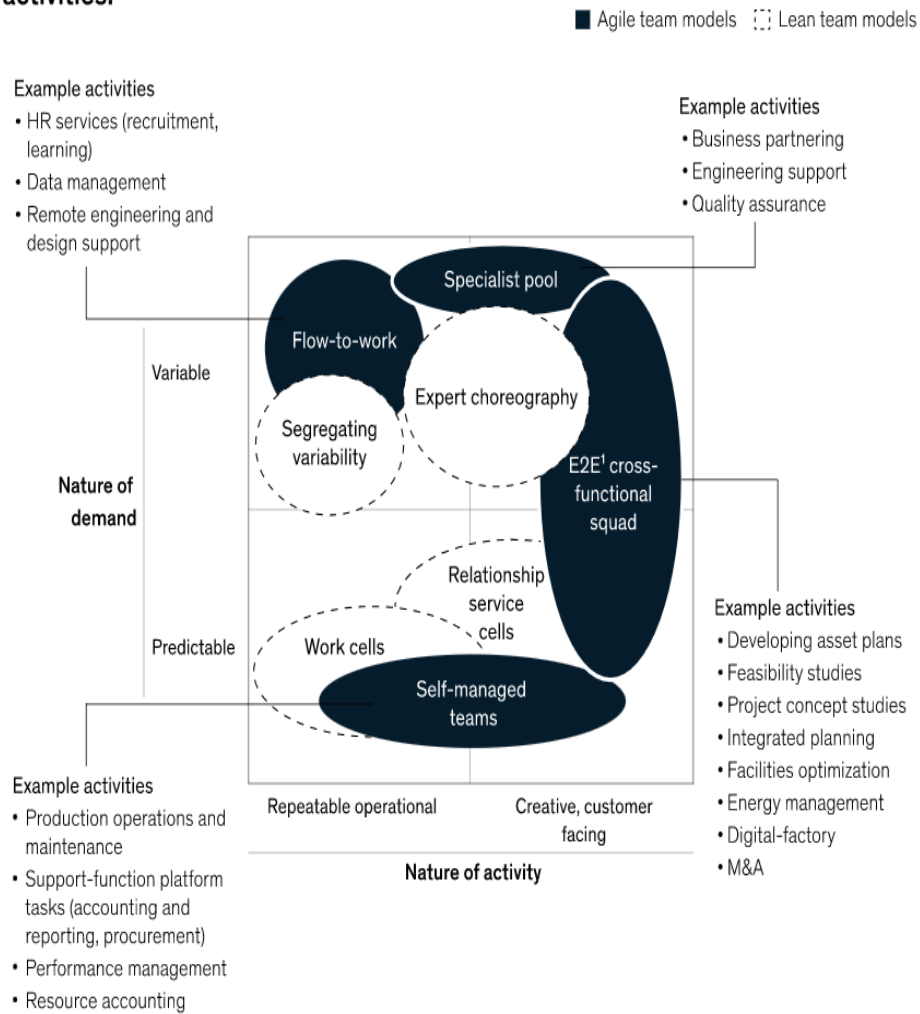 activities.
Agile team models
Lean team models
Example activities
• HR services (recruitment,
learning)
• Data management
• Remote engineering and
design support
Example activities
• Business partnering
• Engineering support
• Quality assurance
Specialist pool
Flow-to-work
Variable
Expert choreography
Segregating
variability
E2E¹ cross-
functional
squad
Nature of
demand
Relationship
service
cells
Predictable
Work cells
Self-managed
teams
Example activities
• Developing asset plans
• Feasibility studies
• Project concept studies
• Integrated planning
• Facilities optimization
• Energy management
• Digital-factory
• M&A
Example activities
• Production operations and
maintenance
• Support-function platform
tasks (accounting and
reporting, procurement)
• Performance management
• Resource accounting
Repeatable operational
Creative, customer
facing
Nature of activity